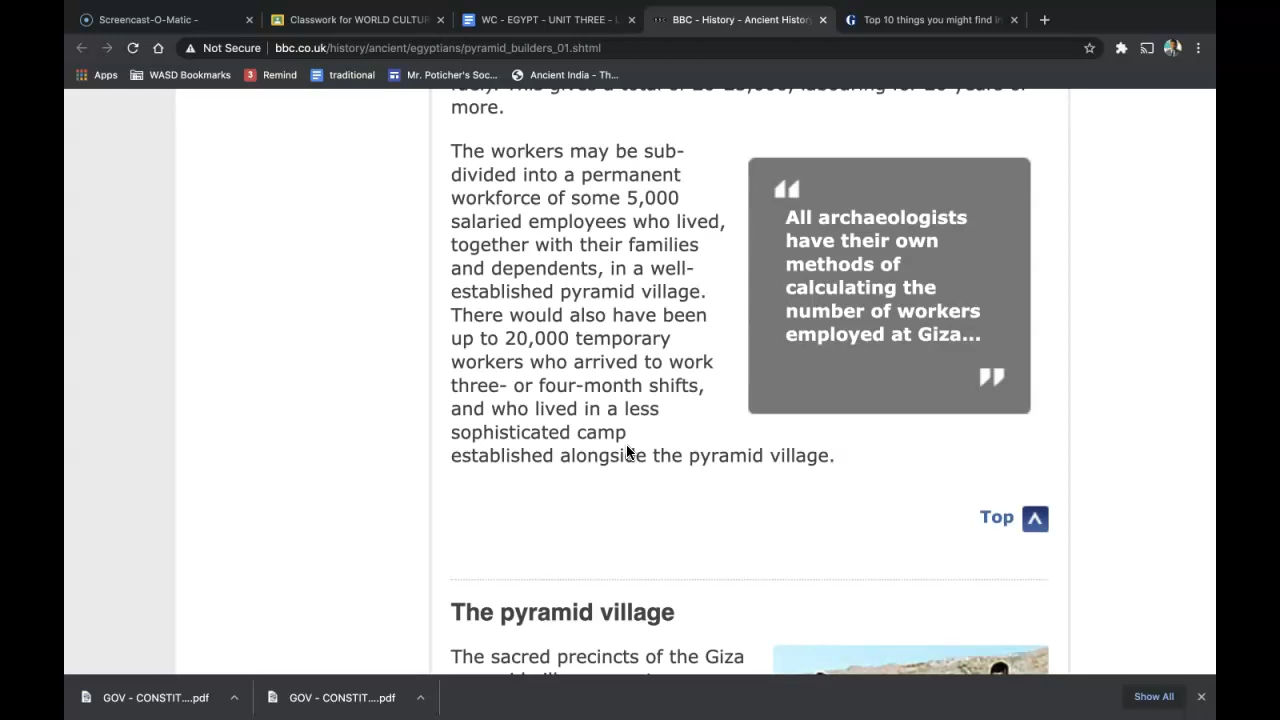 Screencast-O-Matic -
Classwork for WORLD CULTUR
WC - EGYPT - UNIT THREE -
BBC - History - Ancient Histor
Top 10 things you might find in
Not Secure
bbc.co.uk/history/ancient/egyptians/pyramid_builders_01.shtml
Apps
WASD Bookmarks
3 Remind
traditional
Mr. Poticher's Soc...
Ancient India - Th...
more.
The workers may be sub-
divided into a permanent
workforce of some 5,000
salaried employees who lived,
together with their families
and dependents, in a well-
established pyramid village.
There would also have been
up to 20,000 temporary
workers who arrived to work
three- or four-month shifts,
and who lived in a less
sophisticated camp
established alongside the pyramid village.
“
All archaeologists
have their own
methods of
calculating the
number of workers
employed at Giza...
”
Top
The pyramid village
The sacred precincts of the Giza
GOV - CONSTIT....pdf
GOV - CONSTIT....pdf
Show All